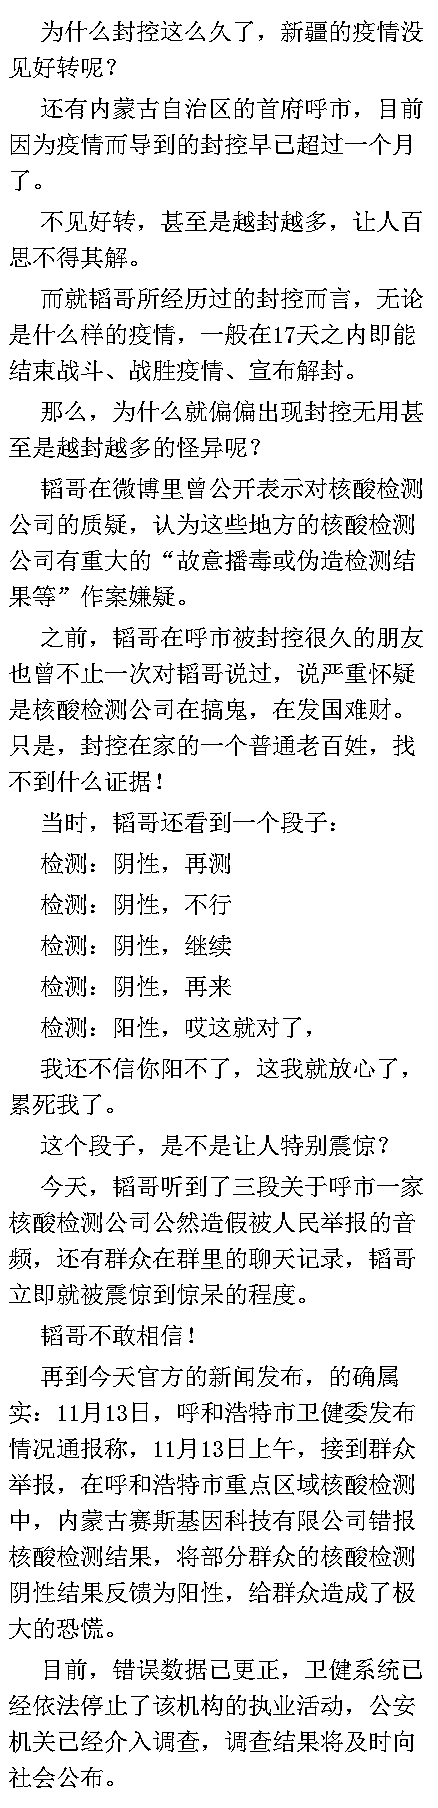 为什么封控这么久了，新疆的疫情没
见好转呢？
还有内蒙古自治区的首府呼市，目前
因为疫情而导到的封控早已超过一个月
了。
不见好转，甚至是越封越多，让人百
思不得其解。
而就韬哥所经历过的封控而言，无论
是什么样的疫情，一般在17天之内即能
结束战斗、战胜疫情、宣布解封。
那么，为什么就偏偏出现封控无用甚
至是越封越多的怪异呢？
韬哥在微博里曾公开表示对核酸检测
公司的质疑，认为这些地方的核酸检测
公司有重大的“故意播毒或伪造检测结
果等”作案嫌疑。
之前，韬哥在呼市被封控很久的朋友
也曾不止一次对韬哥说过，说严重怀疑
是核酸检测公司在搞鬼，在发国难财。
只是，封控在家的一个普通老百姓，找
不到什么证据！
当时，韬哥还看到一个段子：
检测：阴性，再测
检测：阴性，不行
检测：阴性，继续
检测：阴性，再来
检测：阳性，哎这就对了，
我还不信你阳不了，这我就放心了，
累死我了。
这个段子，是不是让人特别震惊？
今天，韬哥听到了三段关于呼市一家
核酸检测公司公然造假被人民举报的音
频，还有群众在群里的聊天记录，韬哥
立即就被震惊到惊呆的程度。
韬哥不敢相信！
再到今天官方的新闻发布，的确属
实：11月13日，呼和浩特市卫健委发布
情况通报称，11月13日上午，接到群众
举报，在呼和浩特市重点区域核酸检测
中，内蒙古赛斯基因科技有限公司错报
核酸检测结果，将部分群众的核酸检测
阴性结果反馈为阳性，给群众造成了极
大的恐慌。
目前，错误数据已更正，卫健系统已
经依法停止了该机构的执业活动，公安
机关已经介入调查，调查结果将及时向
社会公布。